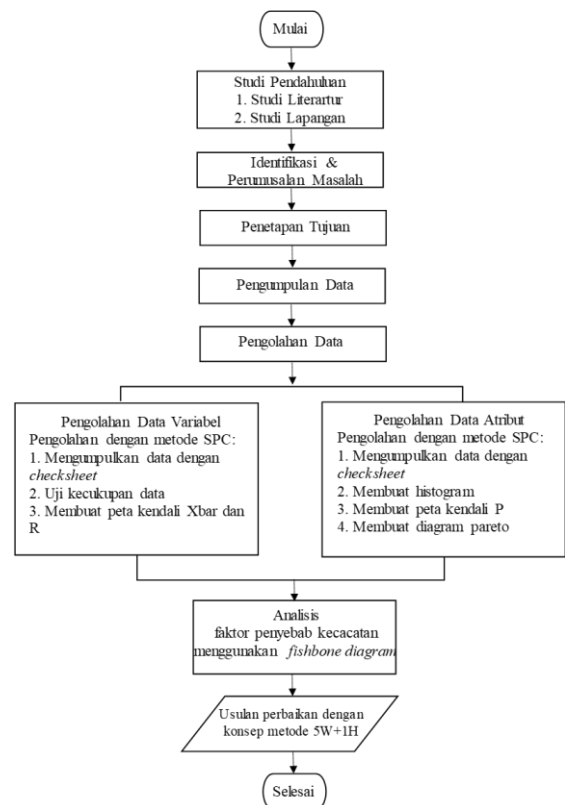 Mulai
Studi Pendahuluan
1. Studi Literartur
2. Studi Lapangan
Identifikasi &
Perumusalan Masalah
Penetapan Tujuan
Pengumpulan Data
Pengolahan Data
Pengolahan Data Variabel
Pengolahan dengan metode SPC:
1. Mengumpulkan data dengan
checksheet
2. Uji kecukupan data
3. Membuat peta kendali Xbar dan
R
Pengolahan Data Atribut
Pengolahan dengan metode SPC:
1. Mengumpulkan data dengan
checksheet
2. Membuat histogram
3. Membuat peta kendali P
4. Membuat diagram pareto
Analisis
faktor penyebab kecacatan
menggunakan fishbone diagram
Usulan perbaikan dengan
konsep metode 5W+1H
Selesai